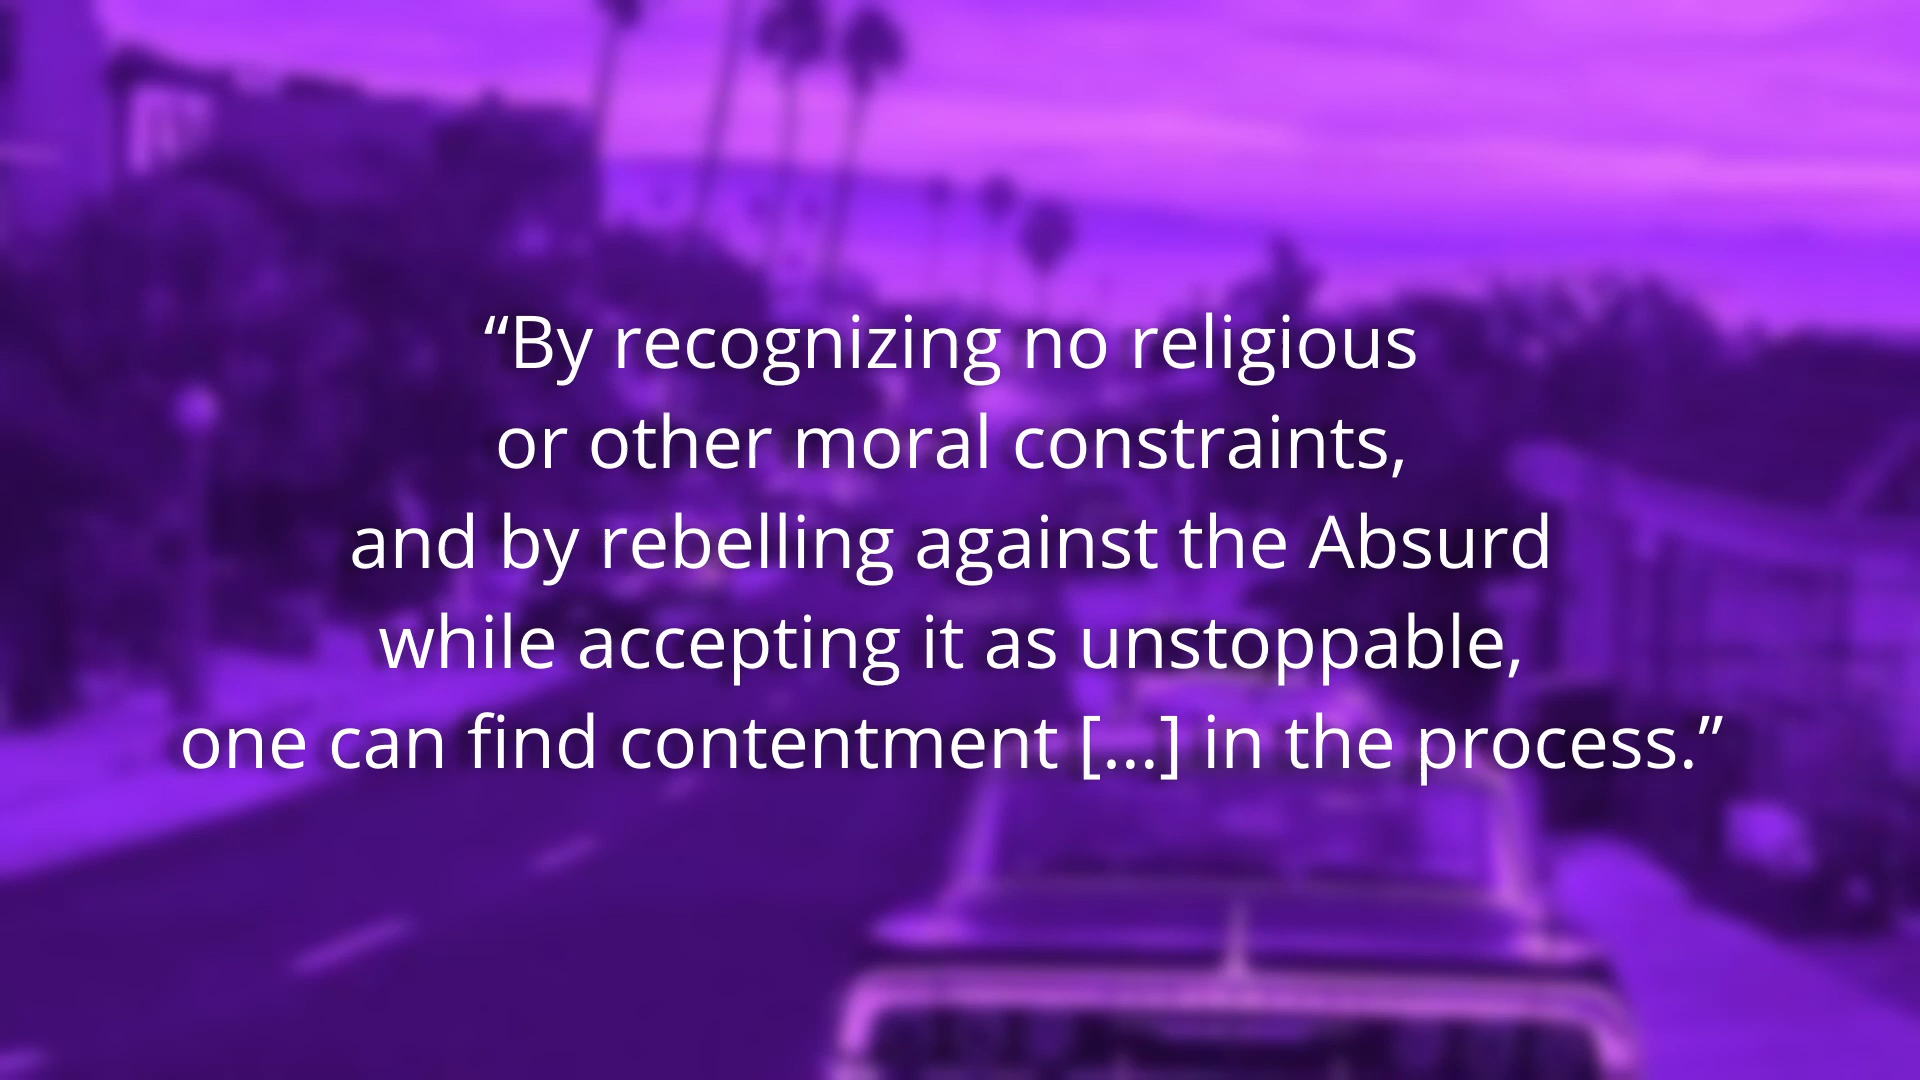 “By recognizing no religious
or other moral constraints,
and by rebelling against the Absurd
while accepting it as unstoppable,
one can find contentment [...] in the process.”